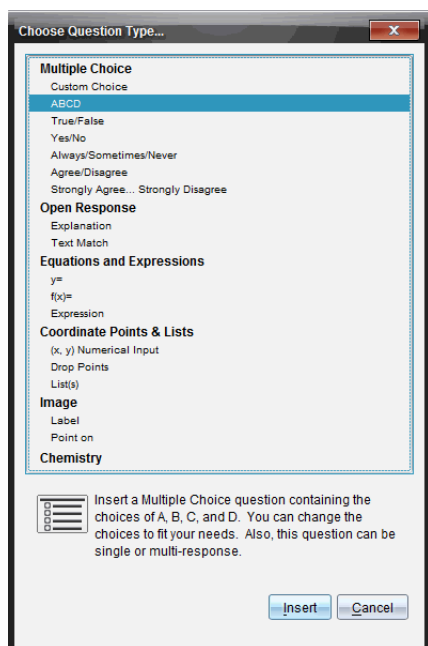 Choose Question Type...
Multiple Choice
Custom Choice
ABCD
True/False
Yes/No
Always/Sometimes/Never
Agree/Disagree
Strongly Agree... Strongly Disagree
Open Response
Explanation
Text Match
Equations and Expressions
y=
f(x)=
Expression
Coordinate Points & Lists
(x, y) Numerical Input
Drop Points
List(s)
Image
Label
Point on
Chemistry
Insert a Multiple Choice question containing the
choices of A, B, C, and D. You can change the
choices to fit your needs. Also, this question can be
single or multi-response.
Insert Cancel